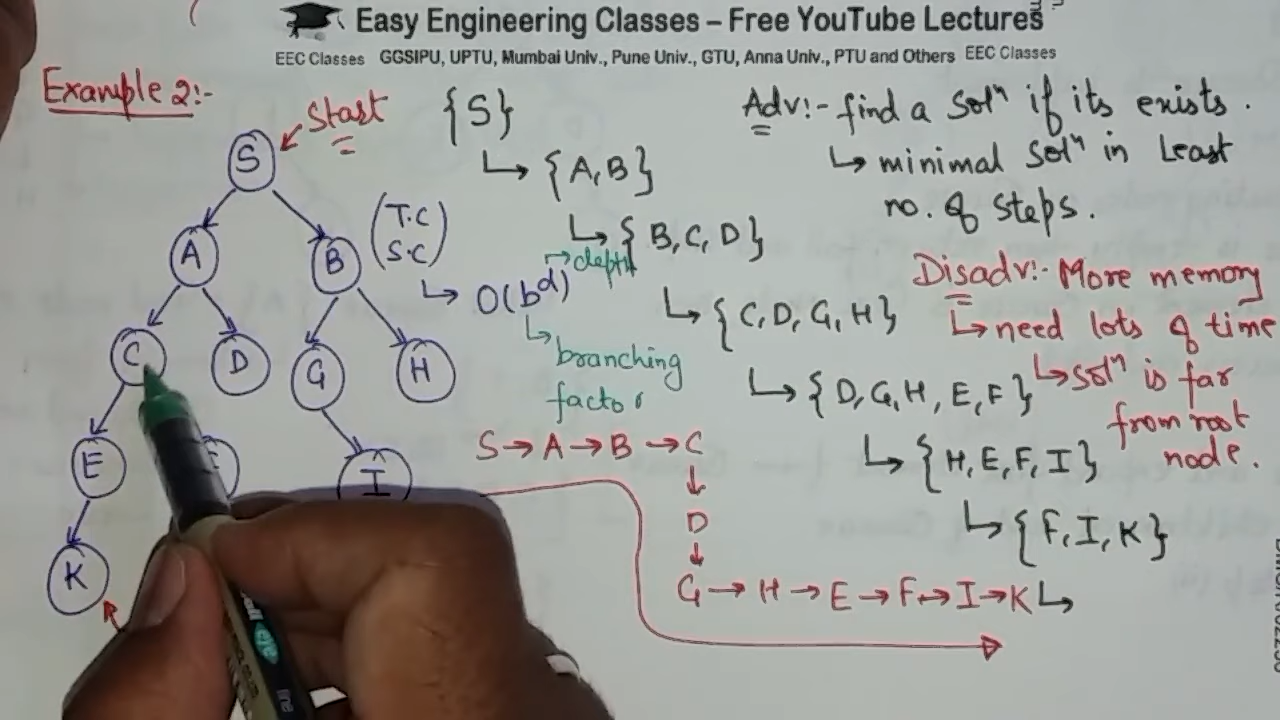 Easy Engineering Classes – Free YouTube Lectures
EEC Classes GGSIPU, UPTU, Mumbai Univ., Pune Univ., GTU, Anna Univ., PTU and Others EEC Classes
Example 2:-
Start
S
A
B
C
D
G
H
E
I
K
(T.C
S.C)
↳ O(b^d)
→ depth
↳ branching
factor
{S}
↳ {A,B}
↳ {B,C,D}
↳ {C,D,G,H}
↳ {D,G,H,E,F}
↳ {H,E,F,I}
↳ {F,I,K}
S→A→B→C
↓
D
↓
G→H→E→F→I→K↳
Adv:- find a Solⁿ if its exists.
↳ minimal Solⁿ in Least
no. of steps.
Disadv:- More memory
↳ need lots of time
↳ solⁿ is far
from root
node.